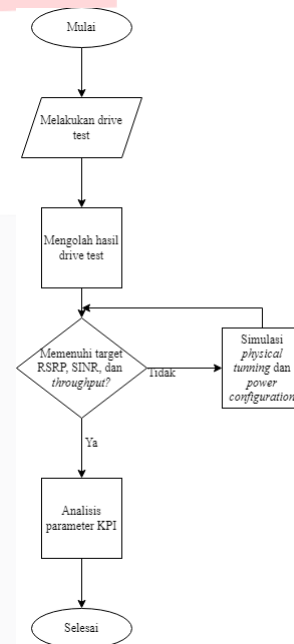 Mulai
Melakukan drive
test
Mengolah hasil
drive test
Memenuhi target
RSRP, SINR, dan
throughput?
Tidak
Simulasi
physical
tunning dan
power
configuration
Ya
Analisis
parameter KPI
Selesai